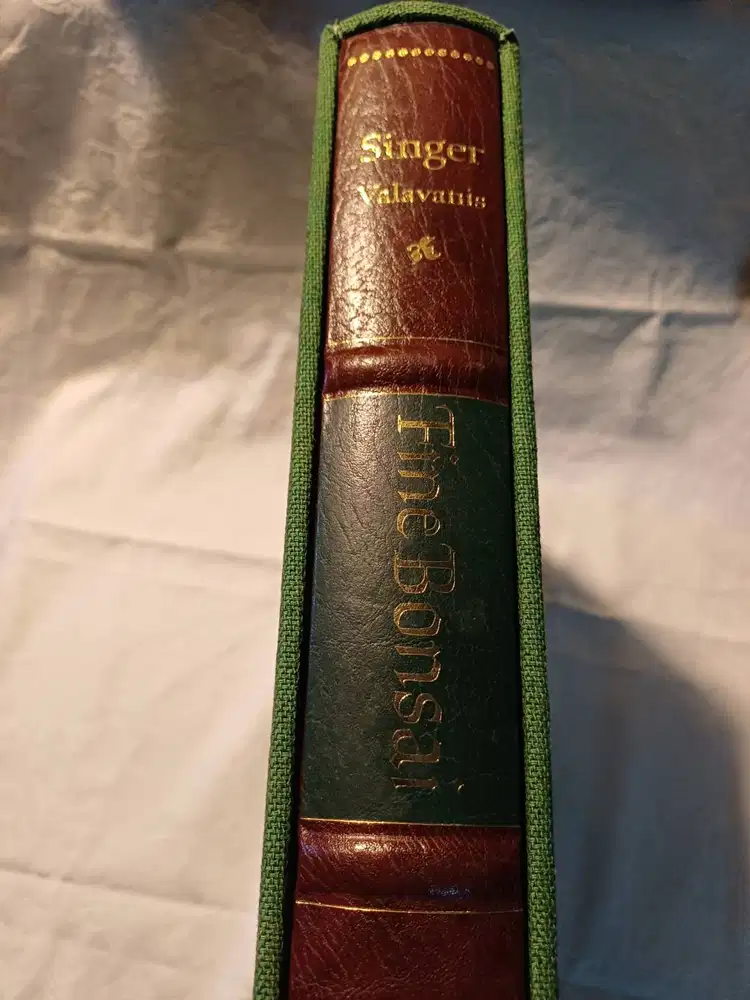 Singer
Valavanis
Fine Bonsai